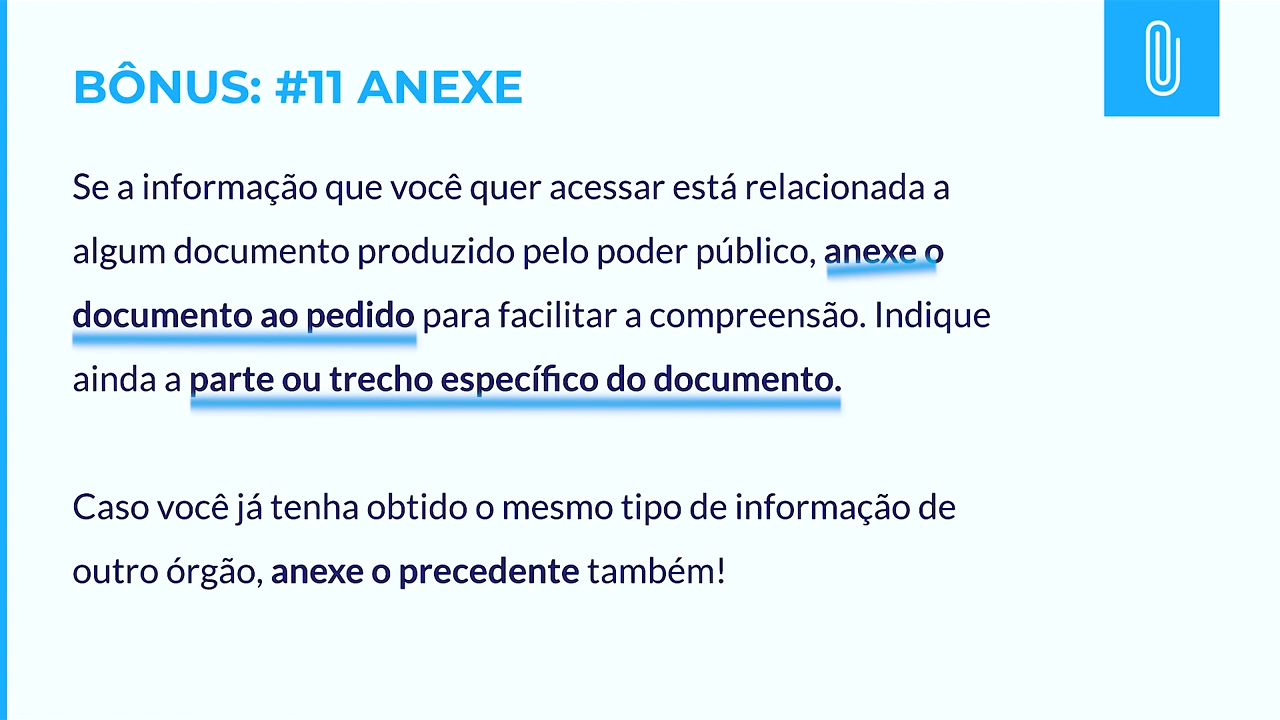 BÔNUS: #11 ANEXE
Se a informação que você quer acessar está relacionada a
algum documento produzido pelo poder público, anexe o
documento ao pedido para facilitar a compreensão. Indique
ainda a parte ou trecho específico do documento.
Caso você já tenha obtido o mesmo tipo de informação de
outro órgão, anexe o precedente também!